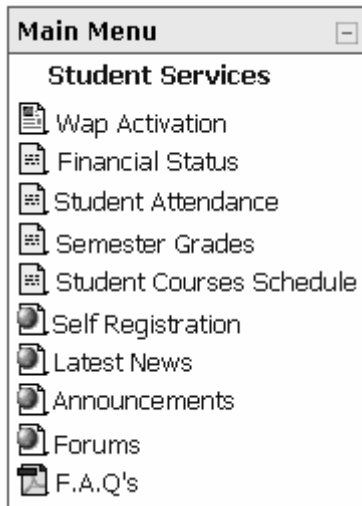 Main Menu
Student Services
Wap Activation
Financial Status
Student Attendance
Semester Grades
Student Courses Schedule
Self Registration
Latest News
Announcements
Forums
F.A.Q's